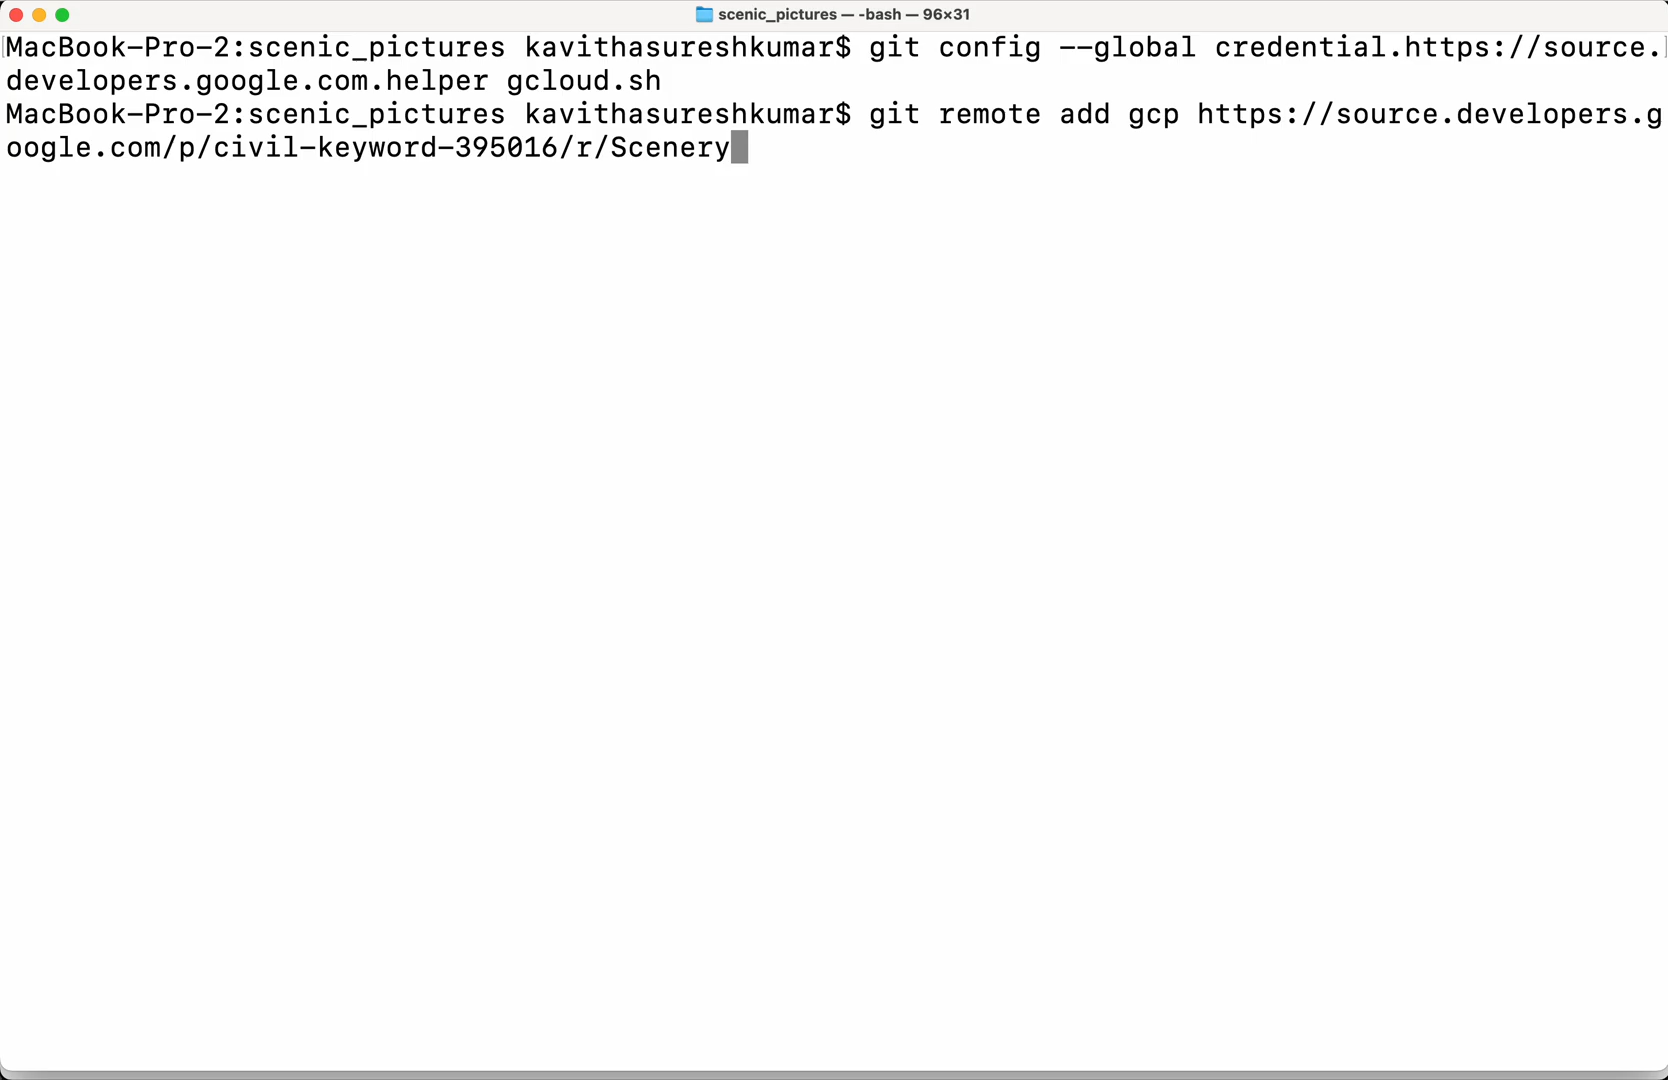 scenic_pictures — -bash — 96×31
MacBook-Pro-2:scenic_pictures kavithasureshkumar$ git config --global credential.https://source.
developers.google.com.helper gcloud.sh
MacBook-Pro-2:scenic_pictures kavithasureshkumar$ git remote add gcp https://source.developers.g
oogle.com/p/civil-keyword-395016/r/Scenery